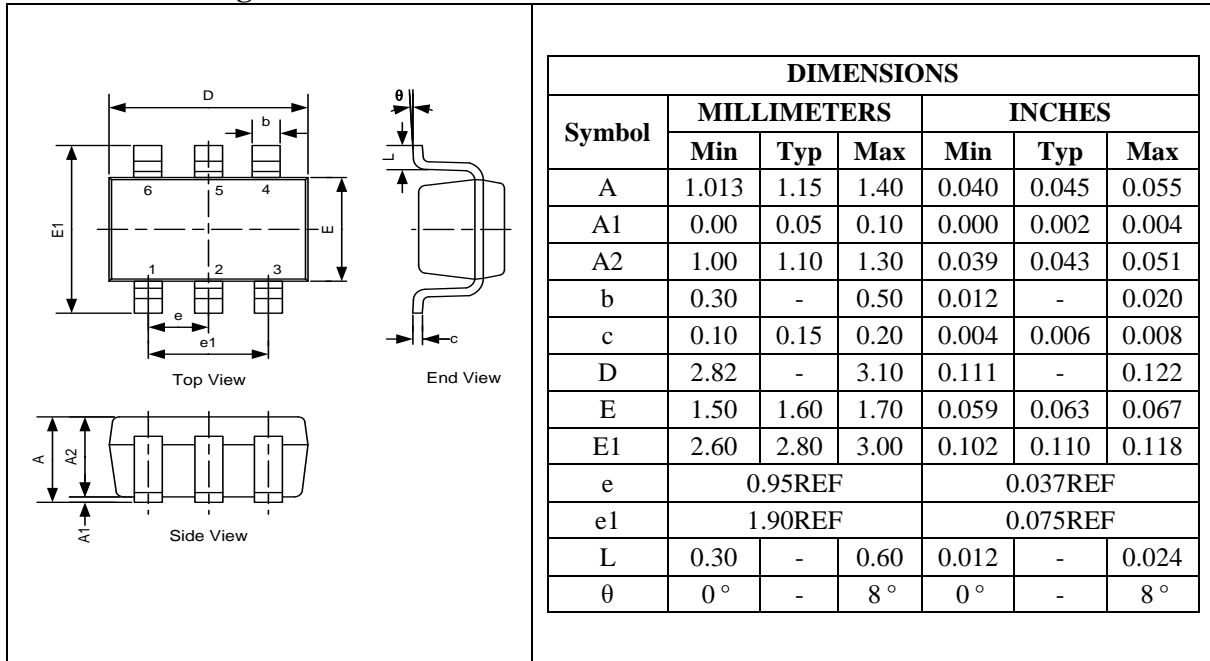 D
b
θ
L
6 5 4
E1
E
1 2 3
e
e1
c
Top View
End View
A
A2
A1
Side View
DIMENSIONS
Symbol MILLIMETERS INCHES
Min Typ Max Min Typ Max
A 1.013 1.15 1.40 0.040 0.045 0.055
A1 0.00 0.05 0.10 0.000 0.002 0.004
A2 1.00 1.10 1.30 0.039 0.043 0.051
b 0.30 - 0.50 0.012 - 0.020
c 0.10 0.15 0.20 0.004 0.006 0.008
D 2.82 - 3.10 0.111 - 0.122
E 1.50 1.60 1.70 0.059 0.063 0.067
E1 2.60 2.80 3.00 0.102 0.110 0.118
e 0.95REF 0.037REF
e1 1.90REF 0.075REF
L 0.30 - 0.60 0.012 - 0.024
θ 0 ° - 8 ° 0 ° - 8 °